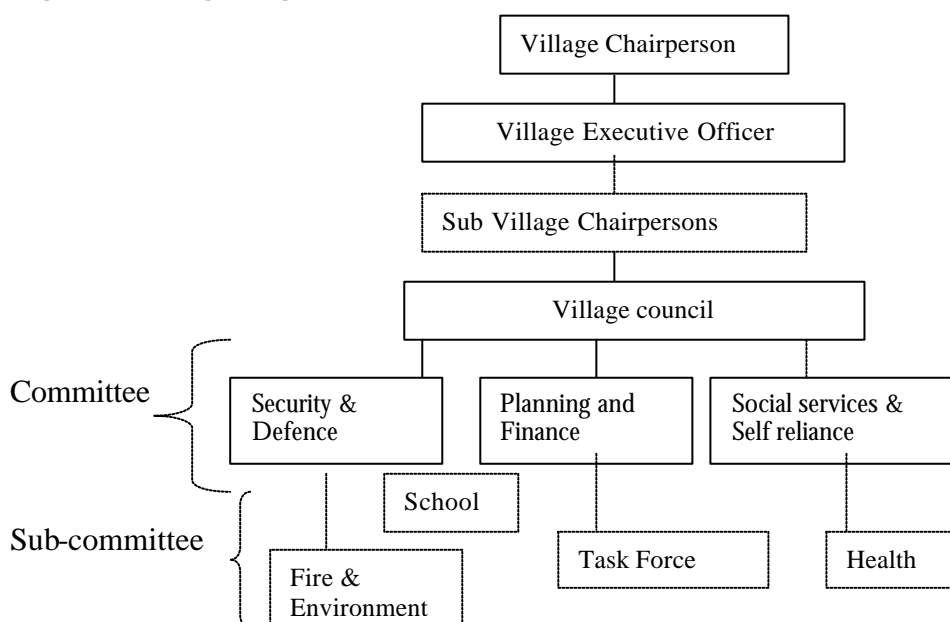 Village Chairperson
Village Executive Officer
Sub Village Chairpersons
Village council
Committee
Security &
Defence
Planning and
Finance
Social services &
Self reliance
School
Sub-committee
Task Force
Health
Fire &
Environment